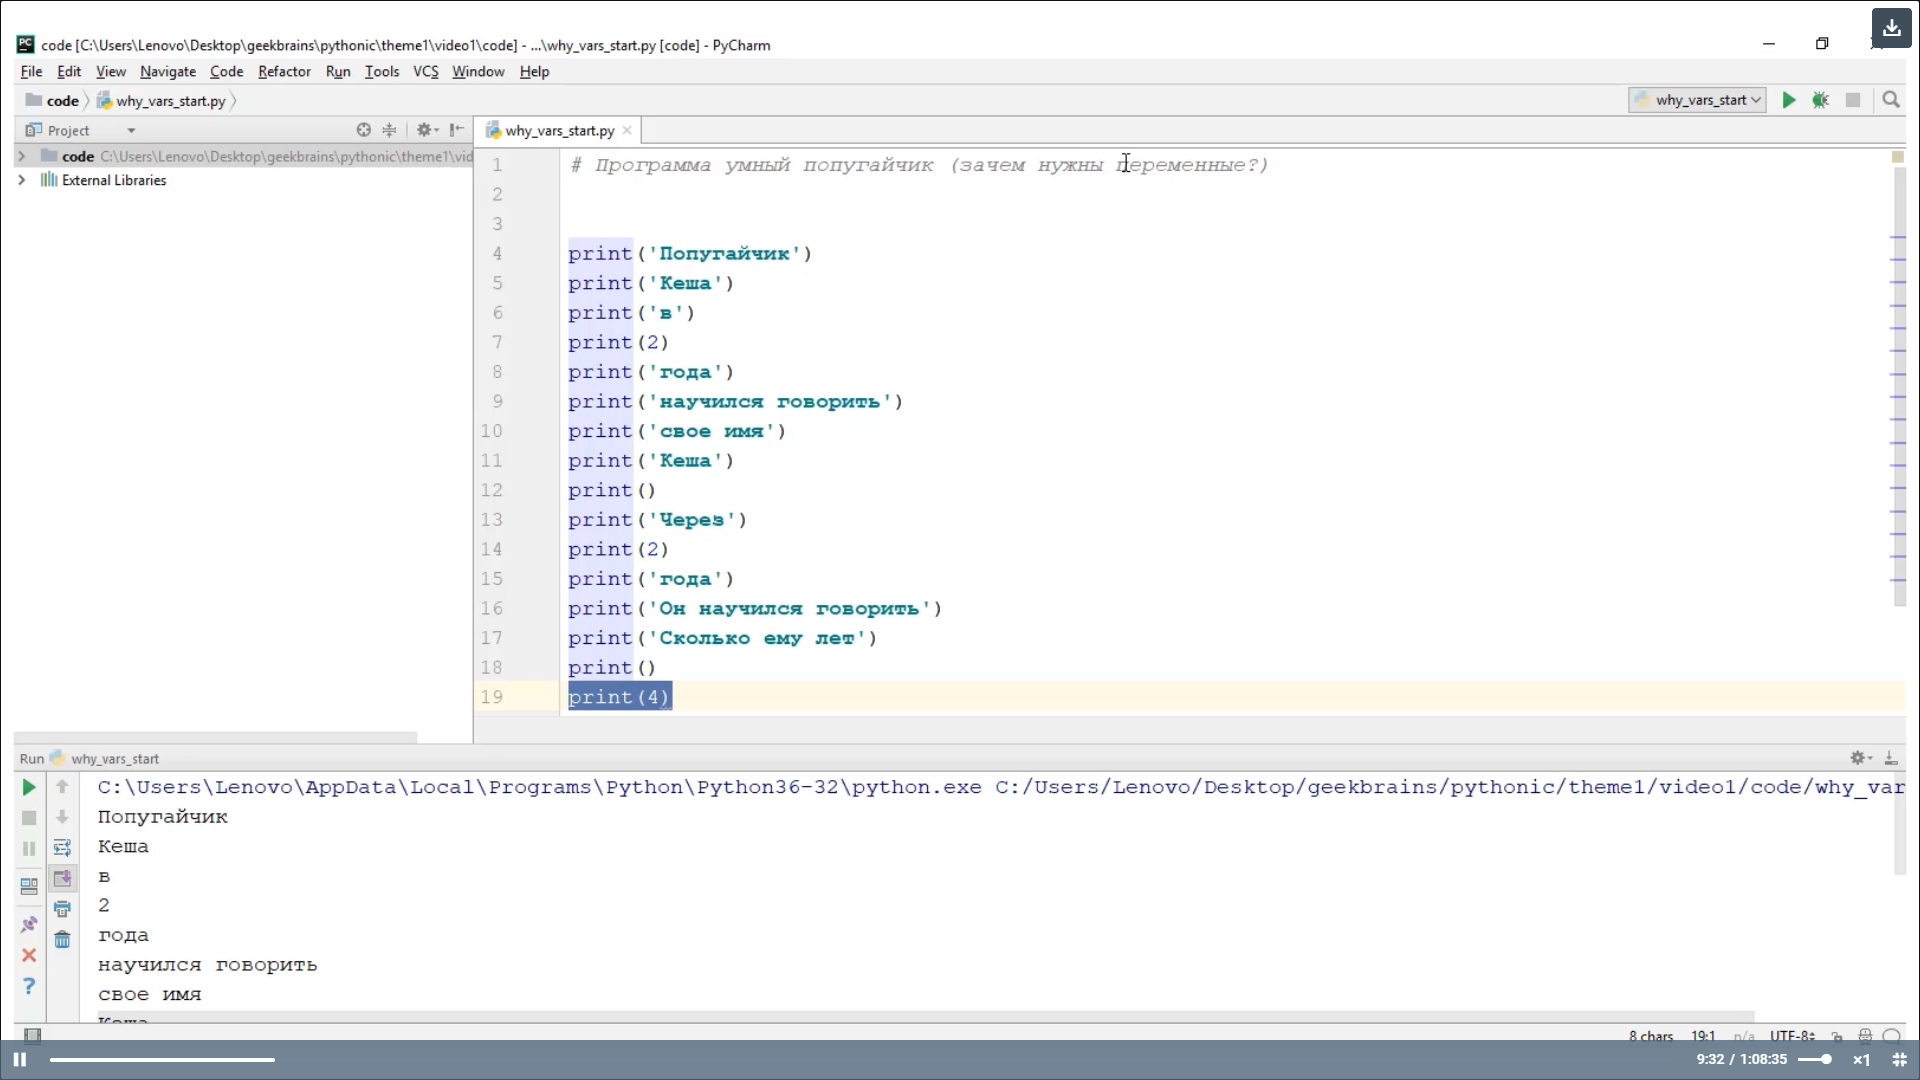 code [C:\Users\Lenovo\Desktop\geekbrains\pythonic\theme1\video1\code] - ...\why_vars_start.py [code] - PyCharm
File Edit View Navigate Code Refactor Run Tools VCS Window Help
code why_vars_start.py
why_vars_start
Project
why_vars_start.py
code C:\Users\Lenovo\Desktop\geekbrains\pythonic\theme1\vid
External Libraries
1 # Программа умный попугайчик (зачем нужны переменные?)
2
3
4 print('Попугайчик')
5 print('Кеша')
6 print('в')
7 print(2)
8 print('года')
9 print('научился говорить')
10 print('свое имя')
11 print('Кеша')
12 print()
13 print('Через')
14 print(2)
15 print('года')
16 print('Он научился говорить')
17 print('Сколько ему лет')
18 print()
19 print(4)
Run why_vars_start
C:\Users\Lenovo\AppData\Local\Programs\Python\Python36-32\python.exe C:/Users/Lenovo/Desktop/geekbrains/pythonic/theme1/video1/code/why_var
Попугайчик
Кеша
в
2
года
научился говорить
свое имя
Кеша
8 chars 19:1 n/a UTF-8
9:32 / 1:08:35 ×1